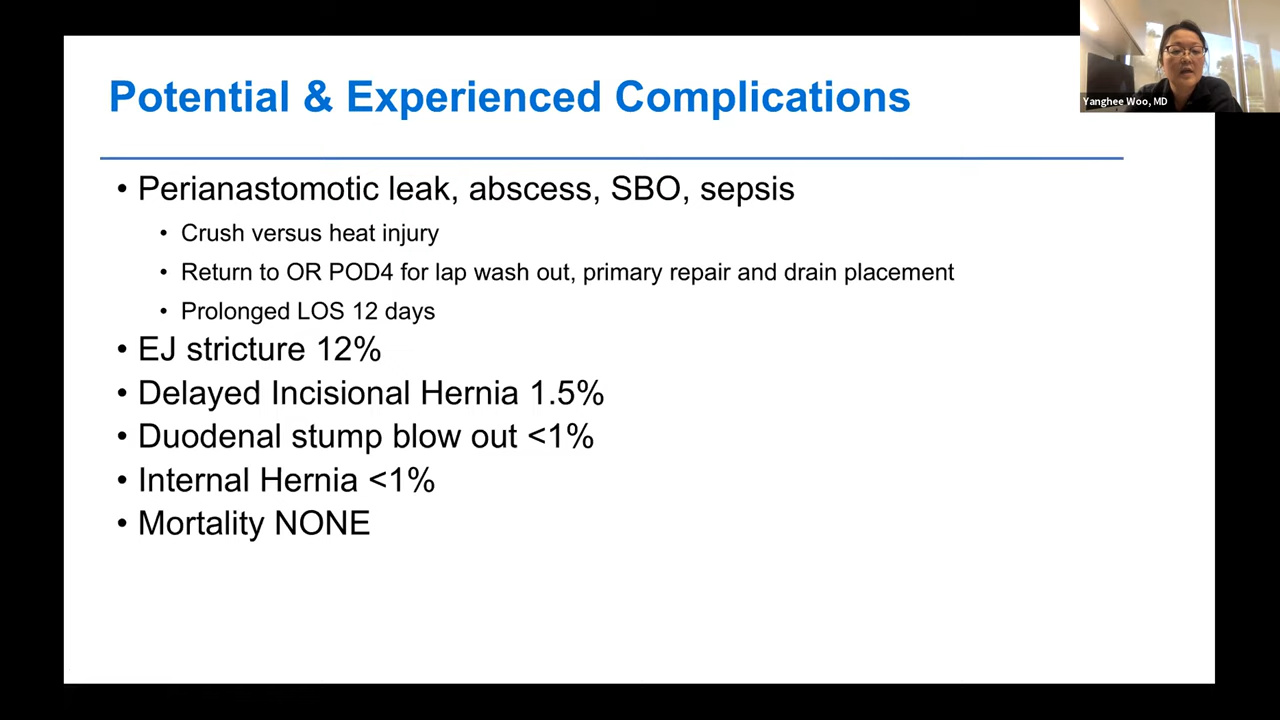 Potential & Experienced Complications
Yanghee Woo, MD
• Perianastomotic leak, abscess, SBO, sepsis
• Crush versus heat injury
• Return to OR POD4 for lap wash out, primary repair and drain placement
• Prolonged LOS 12 days
• EJ stricture 12%
• Delayed Incisional Hernia 1.5%
• Duodenal stump blow out <1%
• Internal Hernia <1%
• Mortality NONE